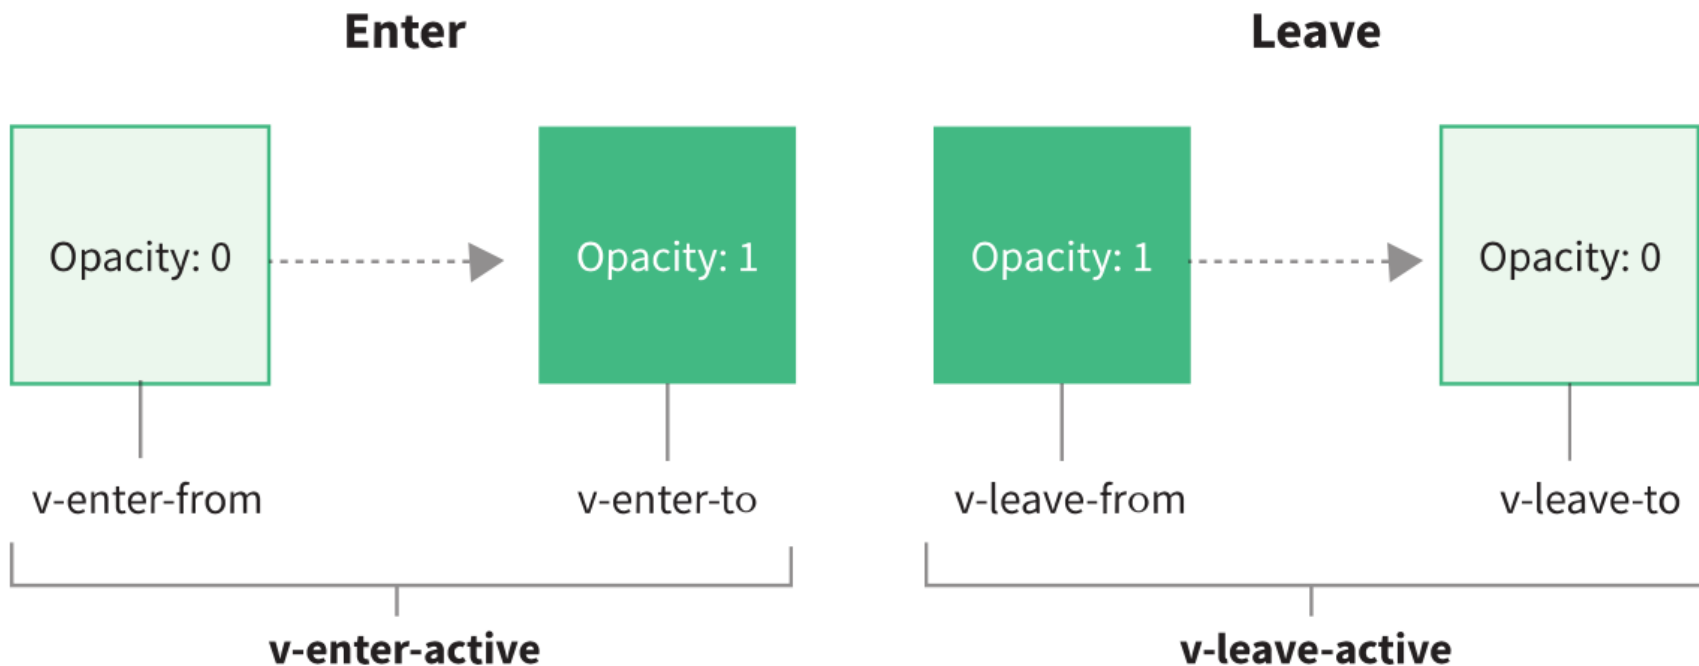 Enter
Leave
Opacity: 0
Opacity: 1
Opacity: 1
Opacity: 0
v-enter-from
v-enter-to
v-leave-from
v-leave-to
v-enter-active
v-leave-active